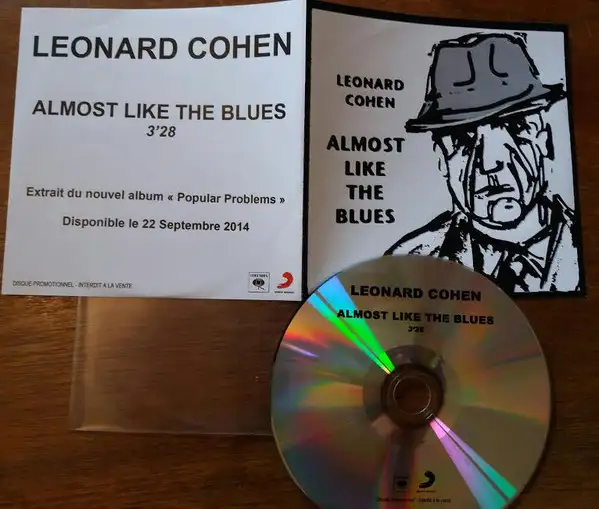 LEONARD COHEN
ALMOST LIKE THE BLUES
3'28
Extrait du nouvel album « Popular Problems »
Disponible le 22 Septembre 2014
DISQUE PROMOTIONNEL - INTERDIT A LA VENTE
LEONARD
COHEN
ALMOST
LIKE
THE
BLUES
LEONARD COHEN
ALMOST LIKE THE BLUES
3'28